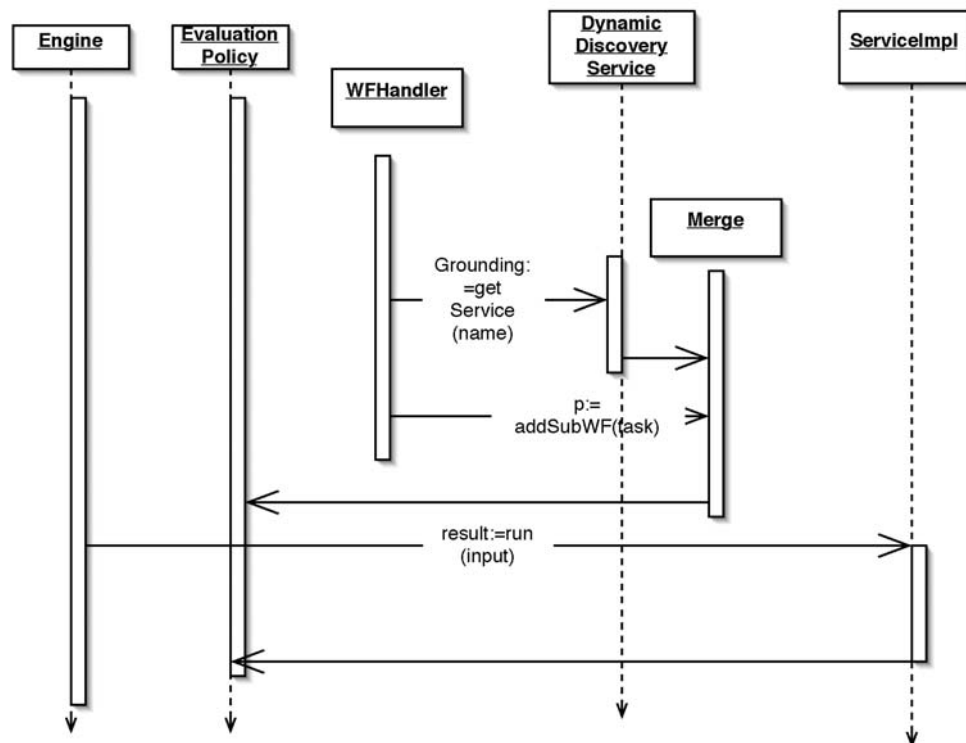 Engine
Evaluation
Policy
WFHandler
Dynamic
Discovery
Service
ServiceImpl
Merge
Grounding:
=get
Service
(name)
p:=
addSubWF(task)
result:=run
(input)